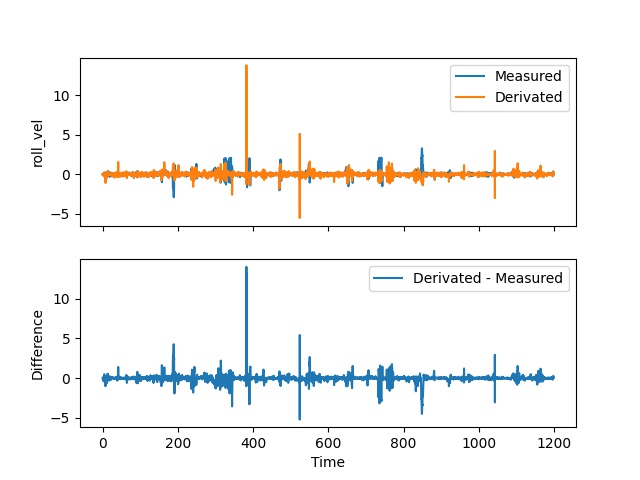 Measured
Derivated
10
5
0
−5
roll_vel
Derivated - Measured
10
5
0
−5
Difference
0 200 400 600 800 1000 1200
Time